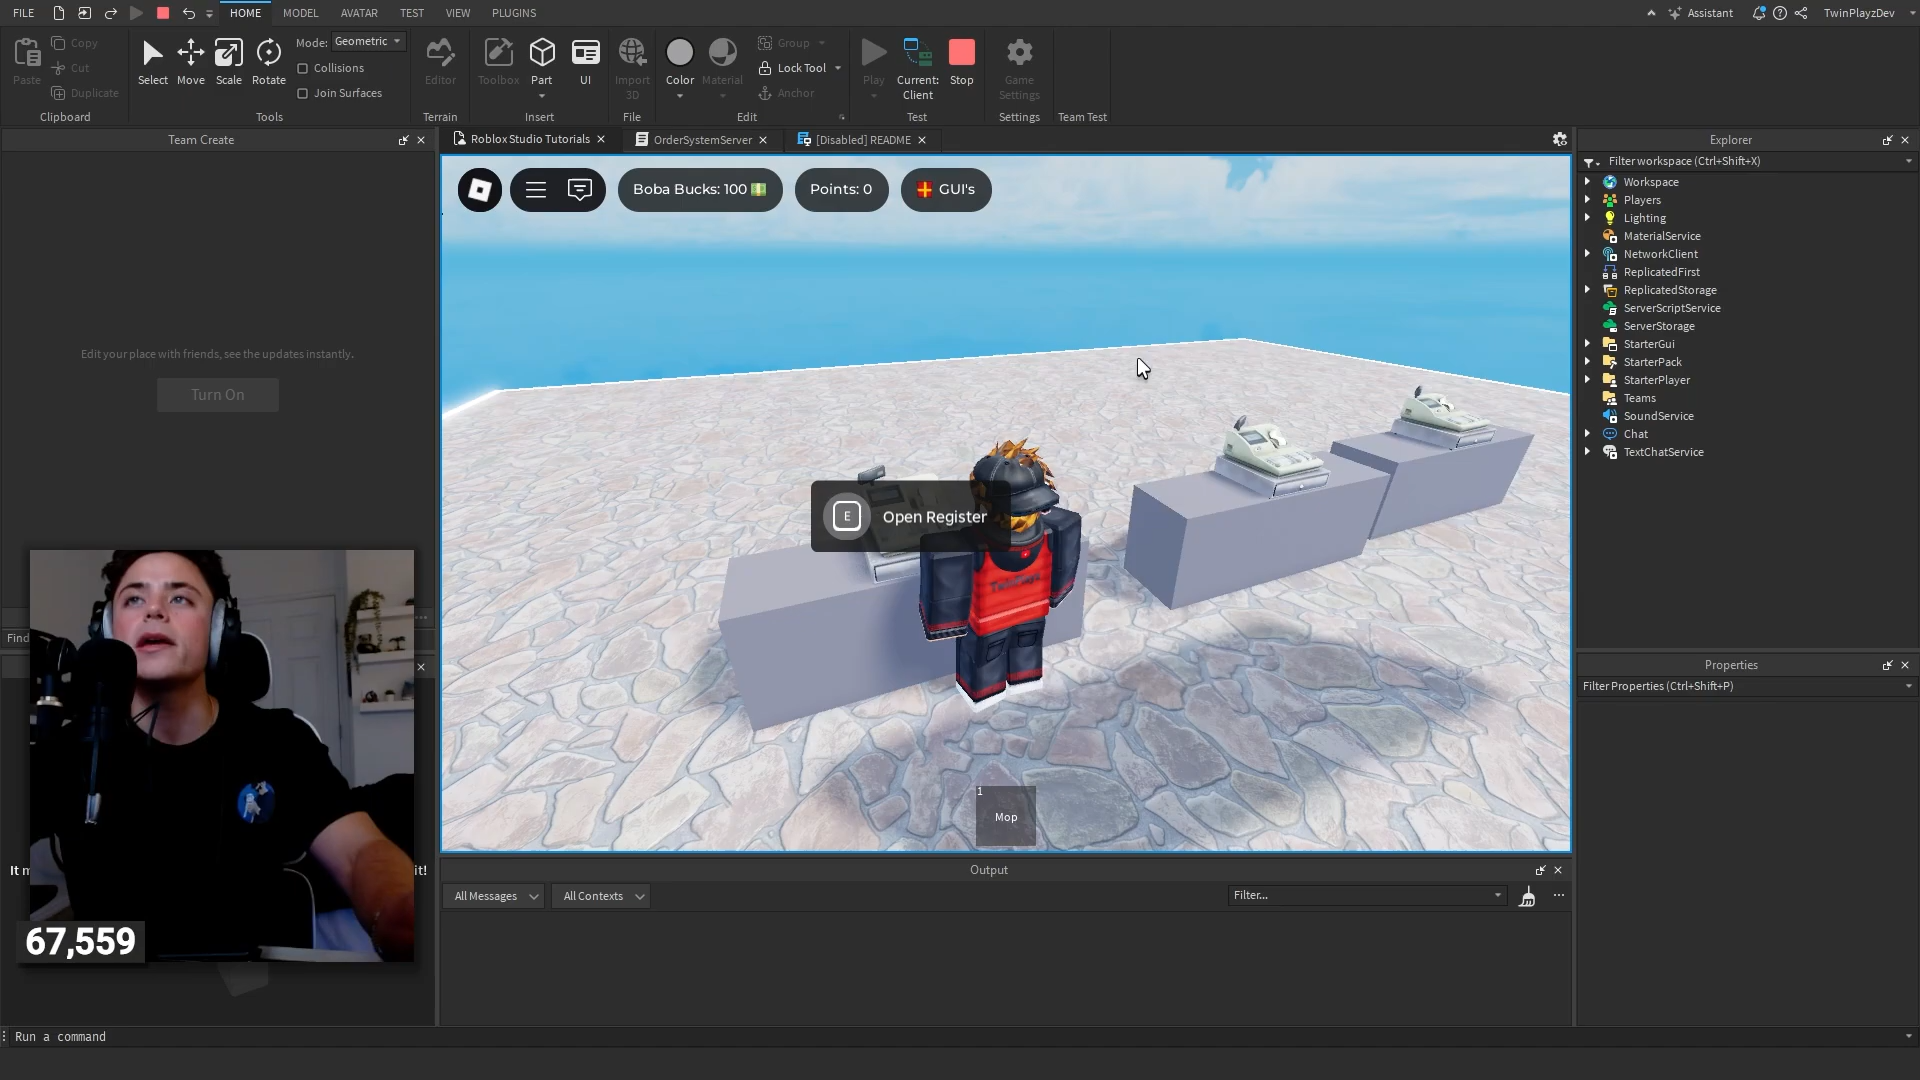 FILE
HOME
MODEL
AVATAR
TEST
VIEW
PLUGINS
Assistant
TwinPlayzDev
Paste
Copy
Cut
Duplicate
Clipboard
Select
Move
Scale
Rotate
Mode: Geometric
Collisions
Join Surfaces
Tools
Editor
Terrain
Toolbox
Part
UI
Insert
Import
3D
File
Color
Material
Group
Lock Tool
Anchor
Edit
Play
Current:
Client
Stop
Test
Game
Settings
Settings
Team Test
Team Create
Edit your place with friends, see the updates instantly.
Turn On
Find
It m
it!
67,559
Roblox Studio Tutorials
OrderSystemServer
[Disabled] README
Boba Bucks: 100
Points: 0
GUI's
E
Open Register
1
Mop
Output
All Messages
All Contexts
Filter...
Explorer
Filter workspace (Ctrl+Shift+X)
Workspace
Players
Lighting
MaterialService
NetworkClient
ReplicatedFirst
ReplicatedStorage
ServerScriptService
ServerStorage
StarterGui
StarterPack
StarterPlayer
Teams
SoundService
Chat
TextChatService
Properties
Filter Properties (Ctrl+Shift+P)
Run a command